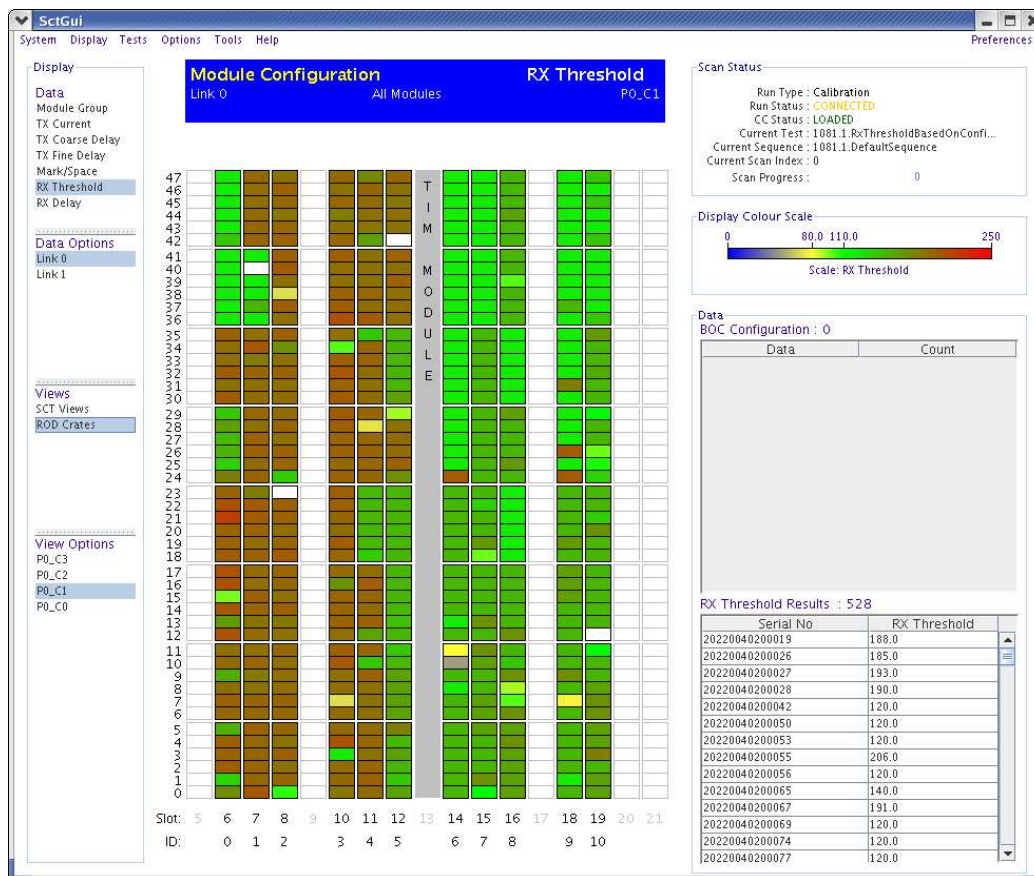 SctGui
System Display Tests Options Tools Help Preferences
Display
Data
Module Group
TX Current
TX Coarse Delay
TX Fine Delay
Mark/Space
RX Threshold
RX Delay
Data Options
Link 0
Link 1
Views
SCT Views
ROD Crates
View Options
P0_C3
P0_C2
P0_C1
P0_C0
Module Configuration RX Threshold
Link 0 All Modules P0_C1
47
46
45
44
43
42
41
40
39
38
37
36
35
34
33
32
31
30
29
28
27
26
25
24
23
22
21
20
19
18
17
16
15
14
13
12
11
10
9
8
7
6
5
4
3
2
1
0
TIM MODULE
Slot: 5 6 7 8 9 10 11 12 13 14 15 16 17 18 19 20 21
ID: 0 1 2 3 4 5 6 7 8 9 10
Scan Status
Run Type : Calibration
Run Status : CONNECTED
CC Status : LOADED
Current Test : 1081.1.RxThresholdBasedOnConfi...
Current Sequence : 1081.1.DefaultSequence
Current Scan Index : 0
Scan Progress : 0
Display Colour Scale
0 80.0 110.0 250
Scale: RX Threshold
Data
BOC Configuration : 0
Data Count
RX Threshold Results : 528
Serial No RX Threshold
20220040200019 188.0
20220040200026 185.0
20220040200027 193.0
20220040200028 190.0
20220040200042 120.0
20220040200050 120.0
20220040200053 120.0
20220040200055 206.0
20220040200056 120.0
20220040200065 140.0
20220040200067 191.0
20220040200069 120.0
20220040200074 120.0
20220040200077 120.0